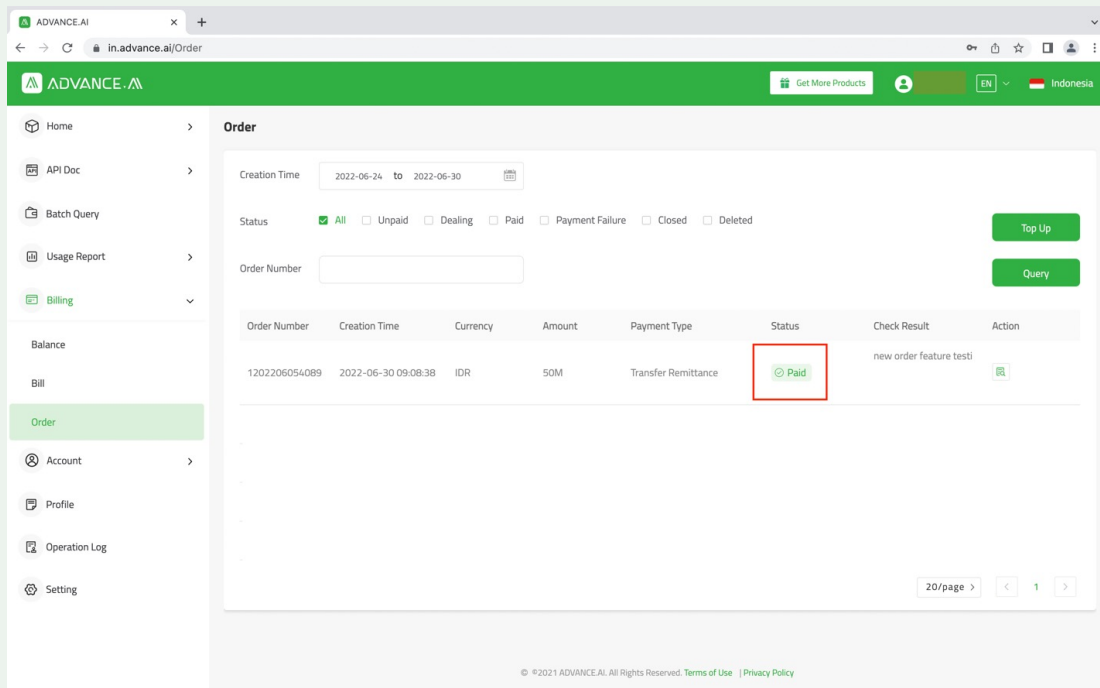 ADVANCE.AI
in.advance.ai/Order
ADVANCE.AI
Get More Products
EN
Indonesia
Home
API Doc
Batch Query
Usage Report
Billing
Balance
Bill
Order
Account
Profile
Operation Log
Setting
Order
Creation Time 2022-06-24 to 2022-06-30
Status All Unpaid Dealing Paid Payment Failure Closed Deleted
Top Up
Order Number
Query
Order Number Creation Time Currency Amount Payment Type Status Check Result Action
new order feature testi
1202206054089 2022-06-30 09:08:38 IDR 50M Transfer Remittance Paid
20/page 1
© ©2021 ADVANCE.AI. All Rights Reserved. Terms of Use | Privacy Policy